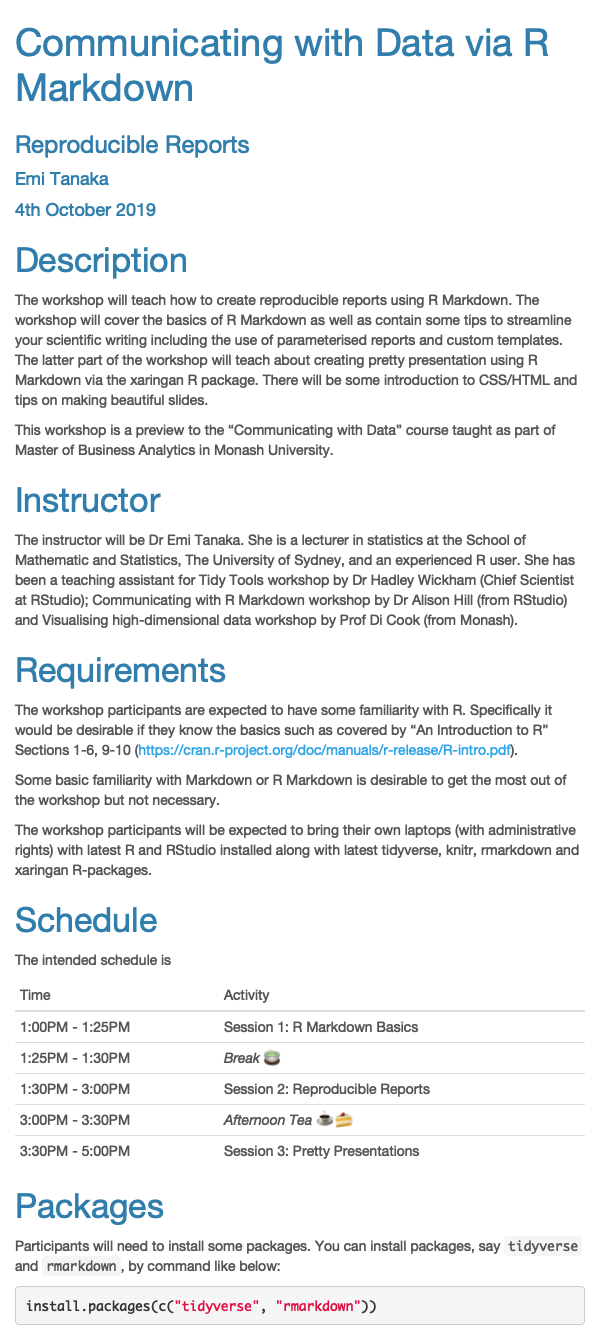 Communicating with Data via R
Markdown
Reproducible Reports
Emi Tanaka
4th October 2019
Description
The workshop will teach how to create reproducible reports using R Markdown. The
workshop will cover the basics of R Markdown as well as contain some tips to streamline
your scientific writing including the use of parameterised reports and custom templates.
The latter part of the workshop will teach about creating pretty presentation using R
Markdown via the xaringan R package. There will be some introduction to CSS/HTML and
tips on making beautiful slides.
This workshop is a preview to the “Communicating with Data” course taught as part of
Master of Business Analytics in Monash University.
Instructor
The instructor will be Dr Emi Tanaka. She is a lecturer in statistics at the School of
Mathematic and Statistics, The University of Sydney, and an experienced R user. She has
been a teaching assistant for Tidy Tools workshop by Dr Hadley Wickham (Chief Scientist
at RStudio); Communicating with R Markdown workshop by Dr Alison Hill (from RStudio)
and Visualising high-dimensional data workshop by Prof Di Cook (from Monash).
Requirements
The workshop participants are expected to have some familiarity with R. Specifically it
would be desirable if they know the basics such as covered by “An Introduction to R”
Sections 1-6, 9-10 (https://cran.r-project.org/doc/manuals/r-release/R-intro.pdf).
Some basic familiarity with Markdown or R Markdown is desirable to get the most out of
the workshop but not necessary.
The workshop participants will be expected to bring their own laptops (with administrative
rights) with latest R and RStudio installed along with latest tidyverse, knitr, rmarkdown and
xaringan R-packages.
Schedule
The intended schedule is
Time Activity
1:00PM - 1:25PM Session 1: R Markdown Basics
1:25PM - 1:30PM Break 🍵
1:30PM - 3:00PM Session 2: Reproducible Reports
3:00PM - 3:30PM Afternoon Tea ☕🍰
3:30PM - 5:00PM Session 3: Pretty Presentations
Packages
Participants will need to install some packages. You can install packages, say tidyverse
and rmarkdown, by command like below:
install.packages(c("tidyverse", "rmarkdown"))